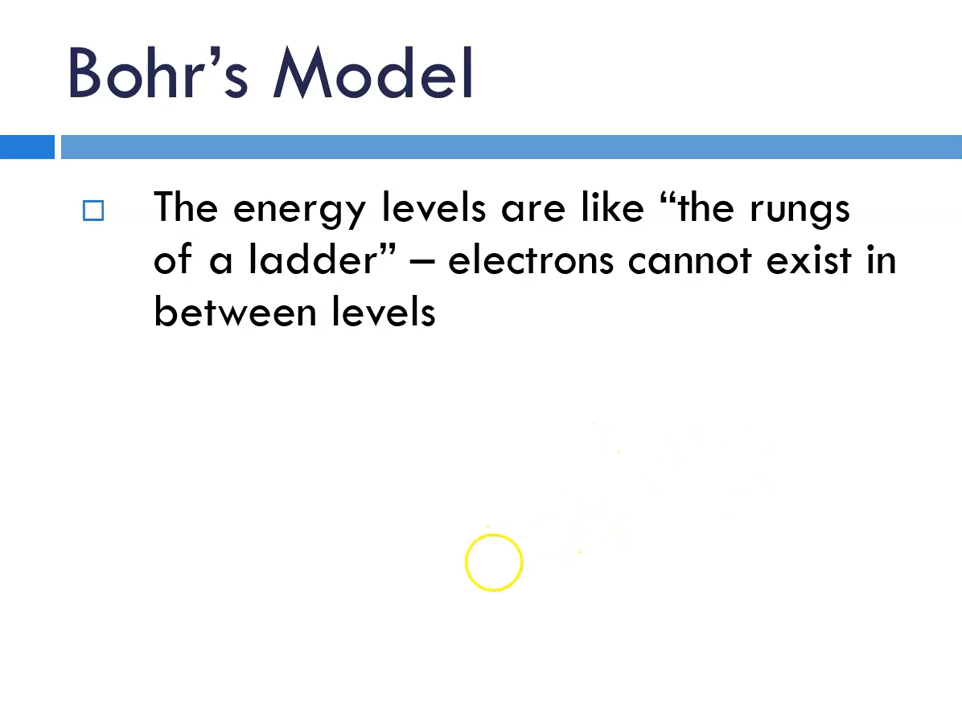 Bohr’s Model
The energy levels are like “the rungs
of a ladder” – electrons cannot exist in
between levels